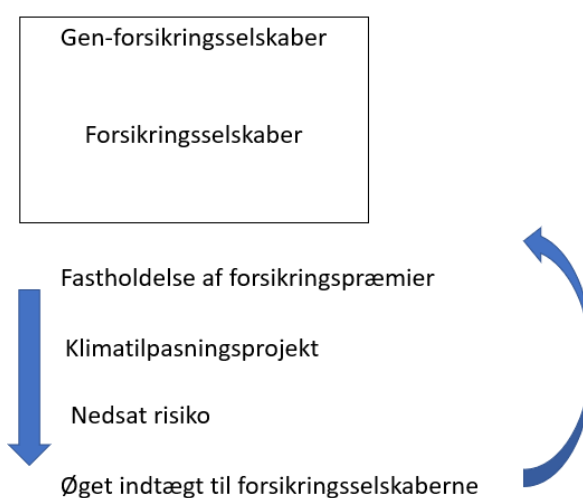 Gen-forsikringsselskaber
Forsikringsselskaber
Fastholdelse af forsikringspræmier
Klimatilpasningsprojekt
Nedsat risiko
Øget indtægt til forsikringsselskaberne